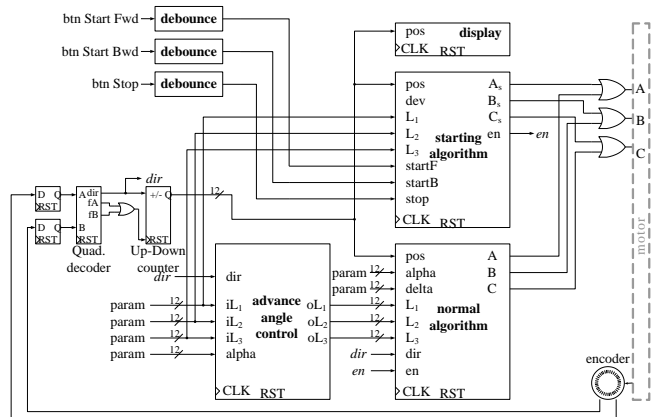 btn Start Fwd
debounce
btn Start Bwd
debounce
btn Stop
debounce
pos
display
CLK RST
pos
dev
L1
L2
L3
startF
startB
stop
starting
algorithm
As
Bs
Cs
en
en
CLK RST
A
B
C
motor
D Q
RST
D Q
RST
A
B
dir
fA
fB
RST
Quad.
decoder
dir
+/- Q
RST
Up-Down
counter
12
dir
dir
param
12
iL1
param
12
iL2
param
12
iL3
param
12
alpha
advance
angle
control
oL1
oL2
oL3
CLK RST
12
12
12
pos
param
12
alpha
param
12
delta
L1
L2
L3
dir
dir
en
en
normal
algorithm
A
B
C
CLK RST
encoder